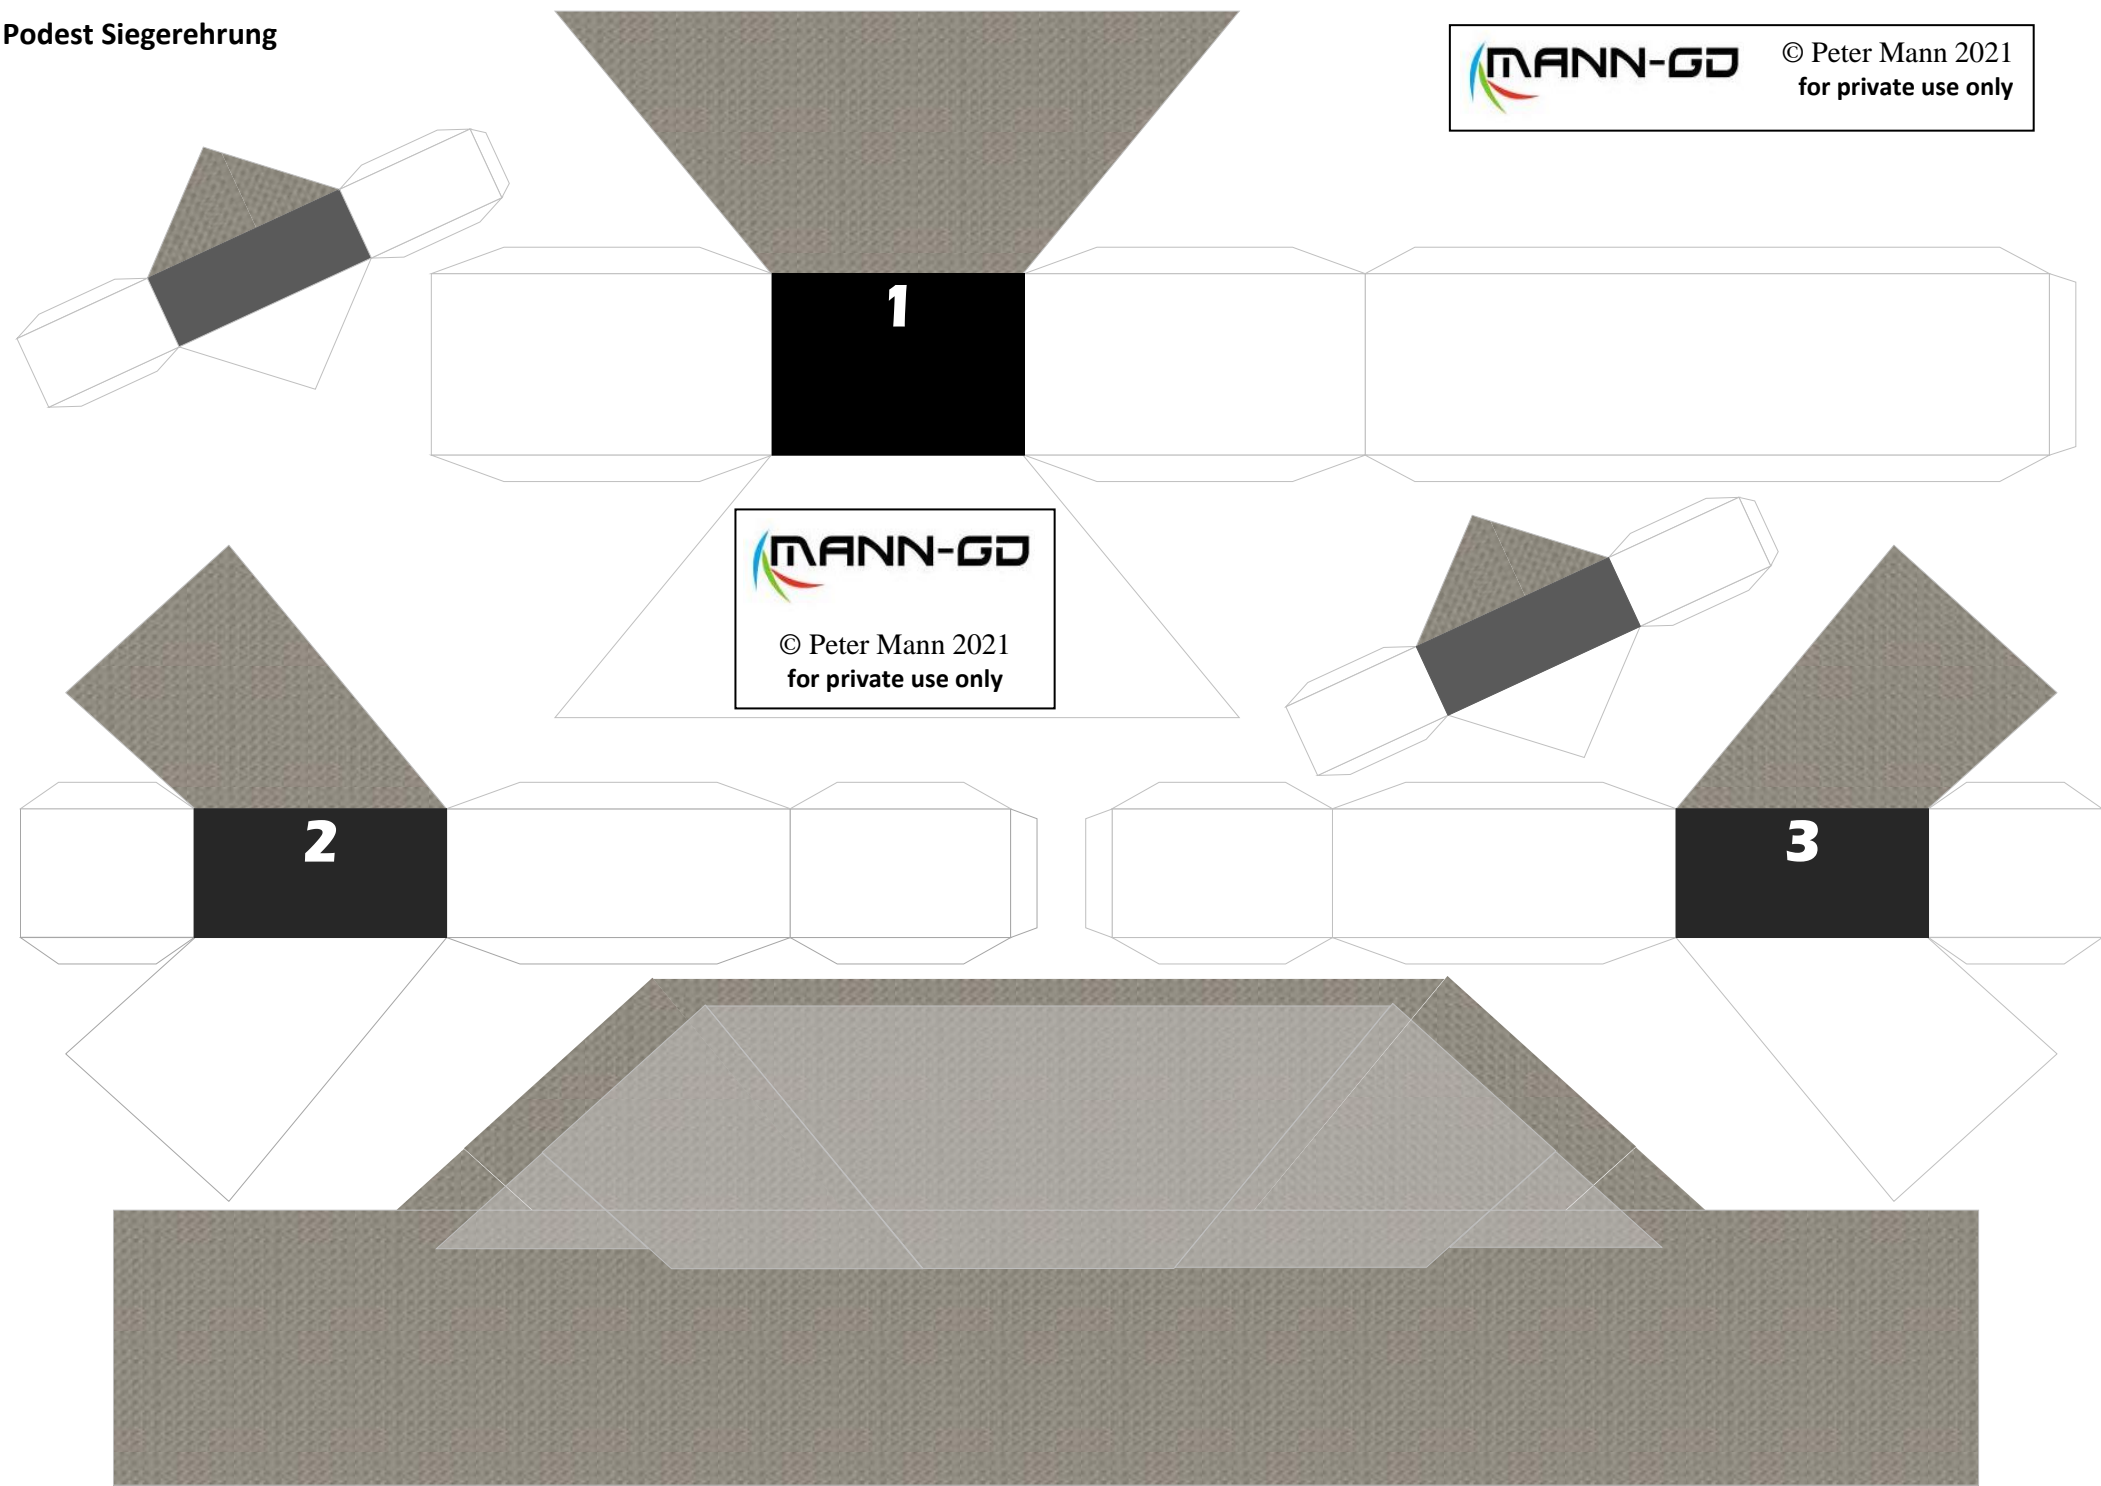 Podest Siegerehrung
MANN-GD
© Peter Mann 2021
for private use only
1
MANN-GD
© Peter Mann 2021
for private use only
2
3